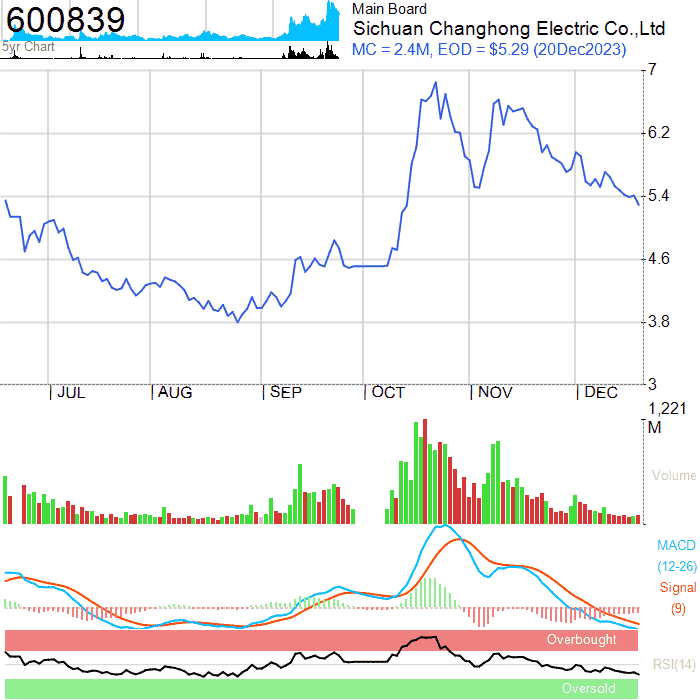 600839
5yr Chart
Main Board
Sichuan Changhong Electric Co.,Ltd
MC = 2.4M, EOD = $5.29 (20Dec2023)
7
6.2
5.4
4.6
3.8
3
JUL AUG SEP OCT NOV DEC
1,221
M
Volume
MACD
(12-26)
Signal
(9)
Overbought
RSI(14)
Oversold